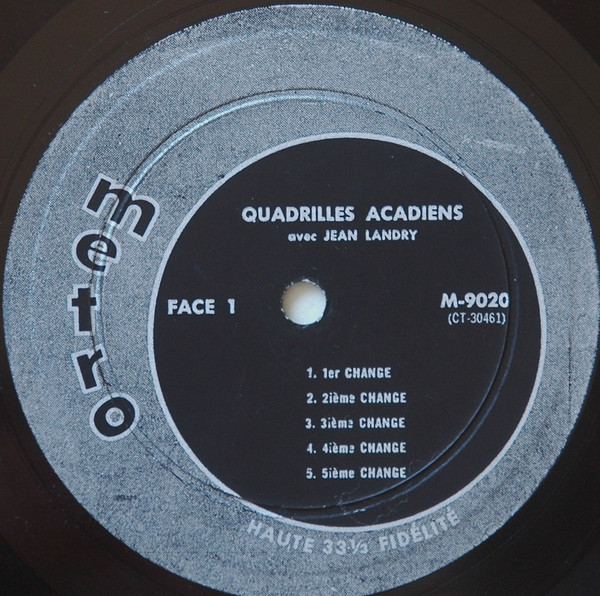 metro
QUADRILLES ACADIENS
avec JEAN LANDRY
FACE 1
M-9020
(CT-30461)
1. 1er CHANGE
2. 2ième CHANGE
3. 3ième CHANGE
4. 4ième CHANGE
5. 5ième CHANGE
HAUTE 33⅓ FIDÉLITÉ